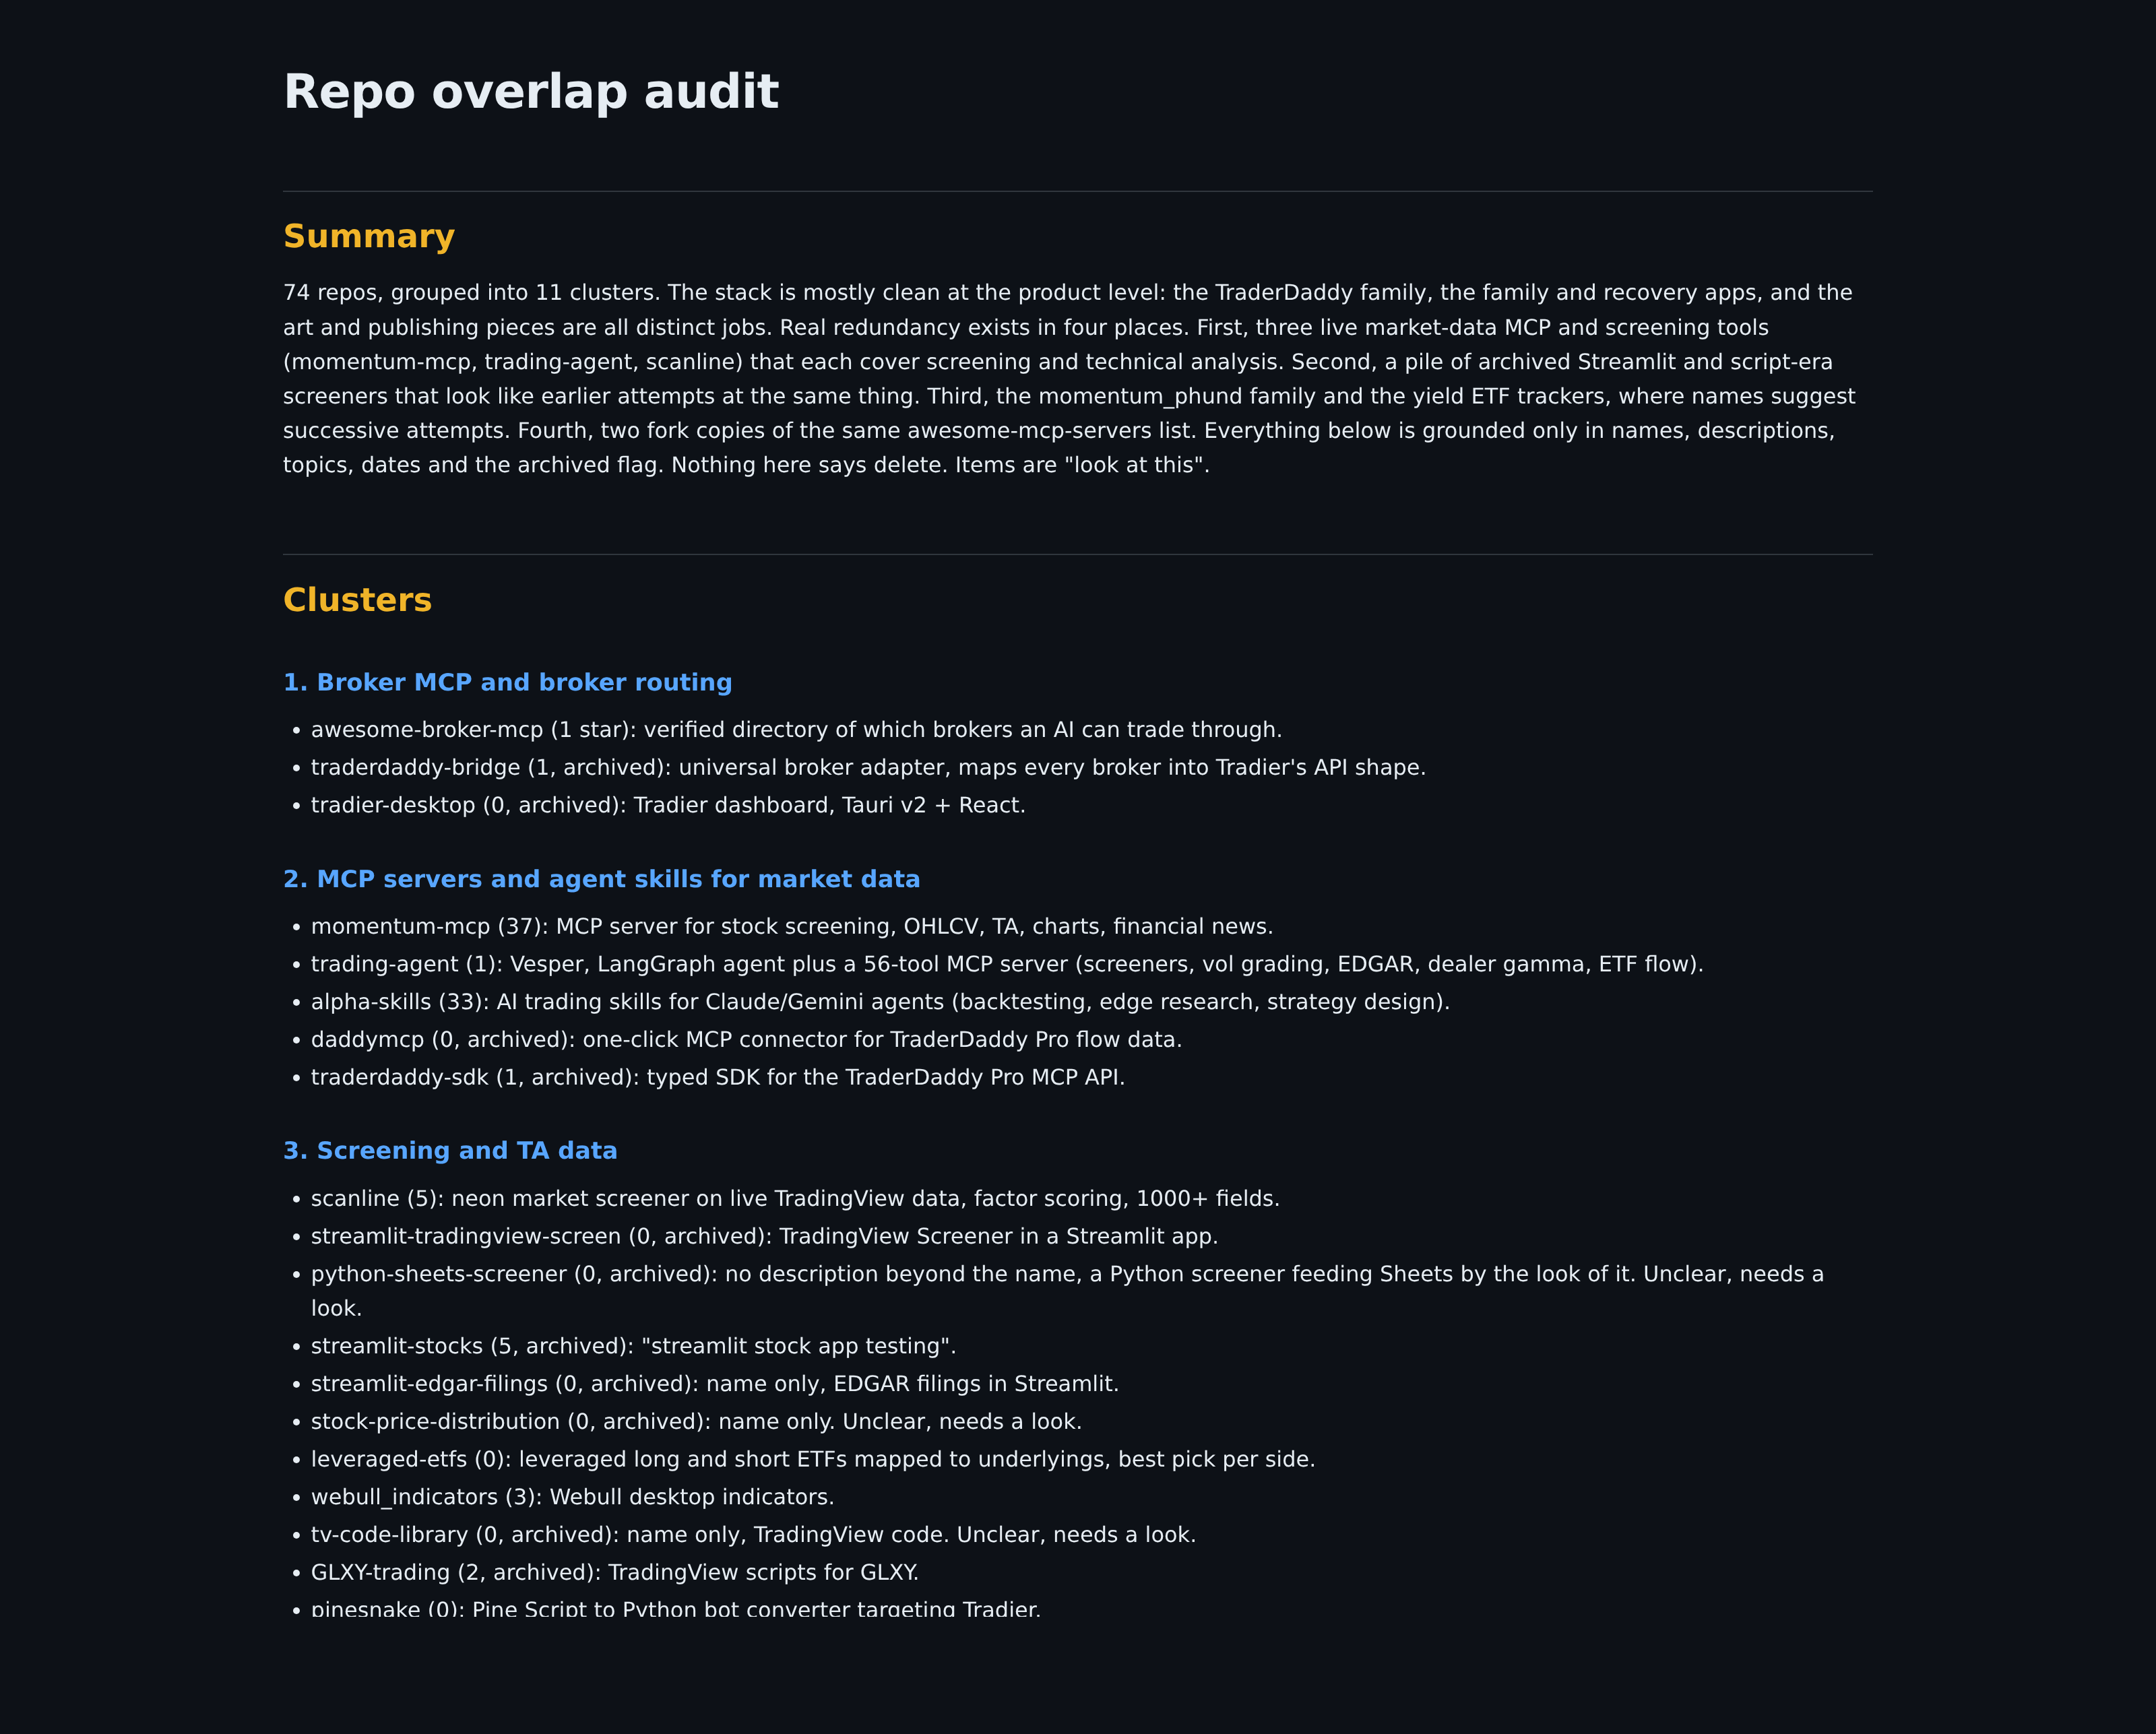 Repo overlap audit
Summary
74 repos, grouped into 11 clusters. The stack is mostly clean at the product level: the TraderDaddy family, the family and recovery apps, and the
art and publishing pieces are all distinct jobs. Real redundancy exists in four places. First, three live market-data MCP and screening tools
(momentum-mcp, trading-agent, scanline) that each cover screening and technical analysis. Second, a pile of archived Streamlit and script-era
screeners that look like earlier attempts at the same thing. Third, the momentum_phund family and the yield ETF trackers, where names suggest
successive attempts. Fourth, two fork copies of the same awesome-mcp-servers list. Everything below is grounded only in names, descriptions,
topics, dates and the archived flag. Nothing here says delete. Items are "look at this".
Clusters
1. Broker MCP and broker routing
• awesome-broker-mcp (1 star): verified directory of which brokers an AI can trade through.
• traderdaddy-bridge (1, archived): universal broker adapter, maps every broker into Tradier's API shape.
• tradier-desktop (0, archived): Tradier dashboard, Tauri v2 + React.
2. MCP servers and agent skills for market data
• momentum-mcp (37): MCP server for stock screening, OHLCV, TA, charts, financial news.
• trading-agent (1): Vesper, LangGraph agent plus a 56-tool MCP server (screeners, vol grading, EDGAR, dealer gamma, ETF flow).
• alpha-skills (33): AI trading skills for Claude/Gemini agents (backtesting, edge research, strategy design).
• daddymcp (0, archived): one-click MCP connector for TraderDaddy Pro flow data.
• traderdaddy-sdk (1, archived): typed SDK for the TraderDaddy Pro MCP API.
3. Screening and TA data
• scanline (5): neon market screener on live TradingView data, factor scoring, 1000+ fields.
• streamlit-tradingview-screen (0, archived): TradingView Screener in a Streamlit app.
• python-sheets-screener (0, archived): no description beyond the name, a Python screener feeding Sheets by the look of it. Unclear, needs a
look.
• streamlit-stocks (5, archived): "streamlit stock app testing".
• streamlit-edgar-filings (0, archived): name only, EDGAR filings in Streamlit.
• stock-price-distribution (0, archived): name only. Unclear, needs a look.
• leveraged-etfs (0): leveraged long and short ETFs mapped to underlyings, best pick per side.
• webull_indicators (3): Webull desktop indicators.
• tv-code-library (0, archived): name only, TradingView code. Unclear, needs a look.
• GLXY-trading (2, archived): TradingView scripts for GLXY.
• pinesnake (0): Pine Script to Python bot converter targeting Tradier.